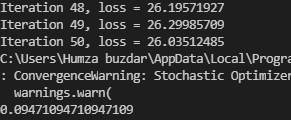 Iteration 48, loss = 26.19571927
Iteration 49, loss = 26.29985709
Iteration 50, loss = 26.03512485
C:\Users\Humza buzdar\AppData\Local\Progra
: ConvergenceWarning: Stochastic Optimizer
  warnings.warn(
0.09471094710947109